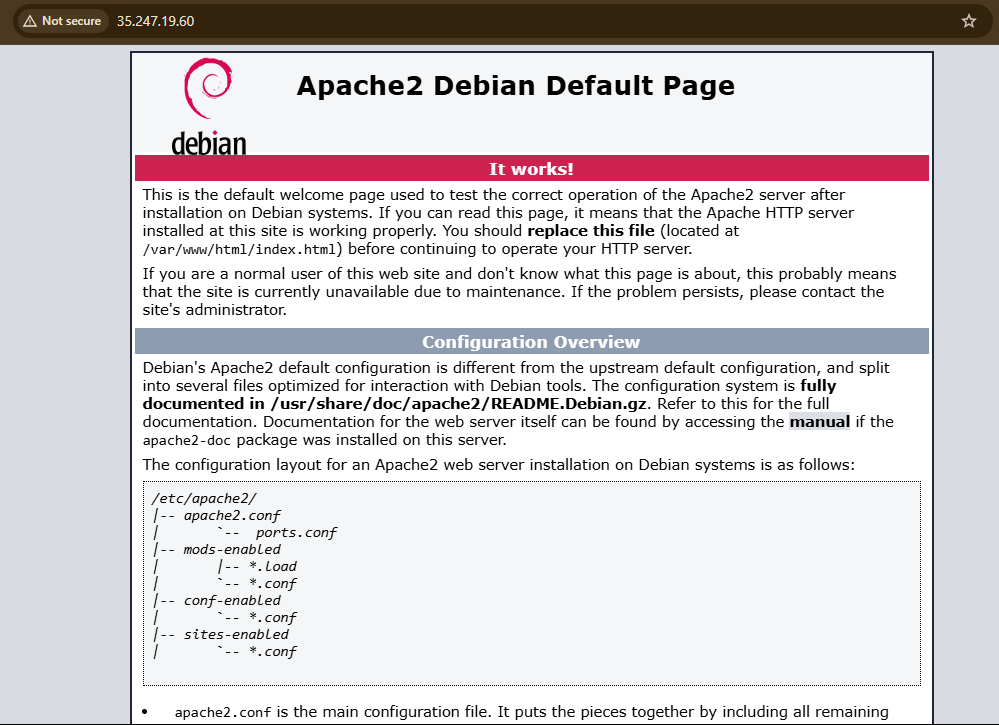 Not secure 35.247.19.60
Apache2 Debian Default Page
debian
It works!
This is the default welcome page used to test the correct operation of the Apache2 server after
installation on Debian systems. If you can read this page, it means that the Apache HTTP server
installed at this site is working properly. You should replace this file (located at
/var/www/html/index.html) before continuing to operate your HTTP server.
If you are a normal user of this web site and don't know what this page is about, this probably means
that the site is currently unavailable due to maintenance. If the problem persists, please contact the
site's administrator.
Configuration Overview
Debian's Apache2 default configuration is different from the upstream default configuration, and split
into several files optimized for interaction with Debian tools. The configuration system is fully
documented in /usr/share/doc/apache2/README.Debian.gz. Refer to this for the full
documentation. Documentation for the web server itself can be found by accessing the manual if the
apache2-doc package was installed on this server.
The configuration layout for an Apache2 web server installation on Debian systems is as follows:
/etc/apache2/
|-- apache2.conf
|       `--  ports.conf
|-- mods-enabled
|       |-- *.load
|       `-- *.conf
|-- conf-enabled
|       `-- *.conf
|-- sites-enabled
|       `-- *.conf
• apache2.conf is the main configuration file. It puts the pieces together by including all remaining